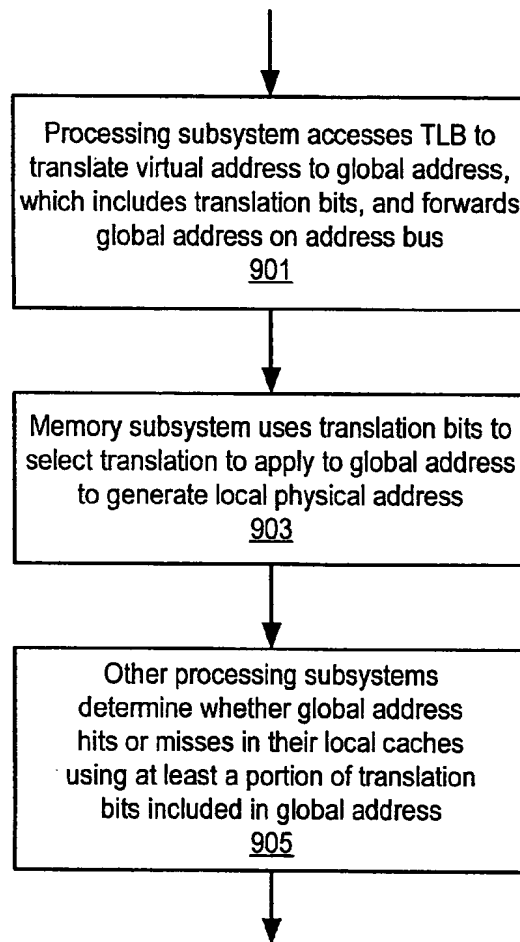 Processing subsystem accesses TLB to
translate virtual address to global address,
which includes translation bits, and forwards
global address on address bus
901
Memory subsystem uses translation bits to
select translation to apply to global address
to generate local physical address
903
Other processing subsystems
determine whether global address
hits or misses in their local caches
using at least a portion of translation
bits included in global address
905